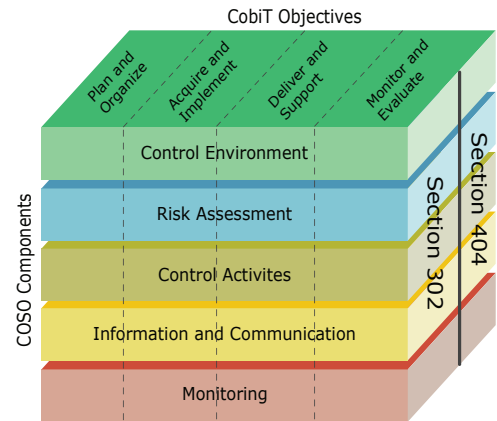 CobiT Objectives
Plan and
Organize
Acquire and
Implement
Deliver and
Support
Monitor and
Evaluate
COSO Components
Control Environment
Risk Assessment
Control Activites
Information and Communication
Monitoring
Section 302
Section 404